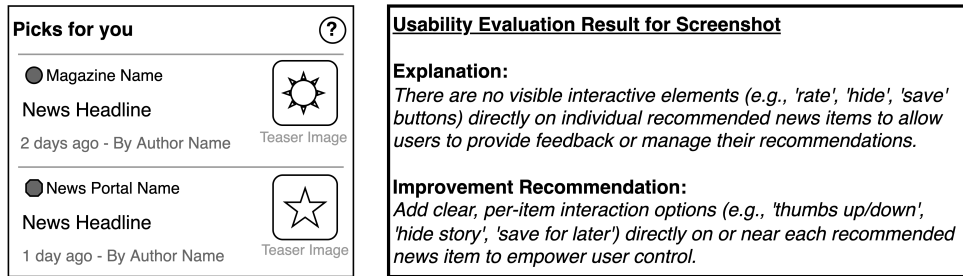 Picks for you ?
Magazine Name
News Headline
2 days ago - By Author Name
Teaser Image
News Portal Name
News Headline
1 day ago - By Author Name
Teaser Image
Usability Evaluation Result for Screenshot
Explanation:
There are no visible interactive elements (e.g., 'rate', 'hide', 'save'
buttons) directly on individual recommended news items to allow
users to provide feedback or manage their recommendations.
Improvement Recommendation:
Add clear, per-item interaction options (e.g., 'thumbs up/down',
'hide story', 'save for later') directly on or near each recommended
news item to empower user control.